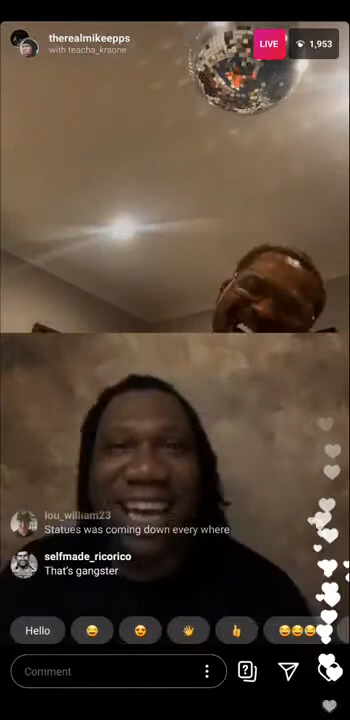 therealmikeepps
with teacha_krsone
LIVE
1,953
lou_william23
Statues was coming down every where
selfmade_ricorico
That's gangster
Hello
Comment